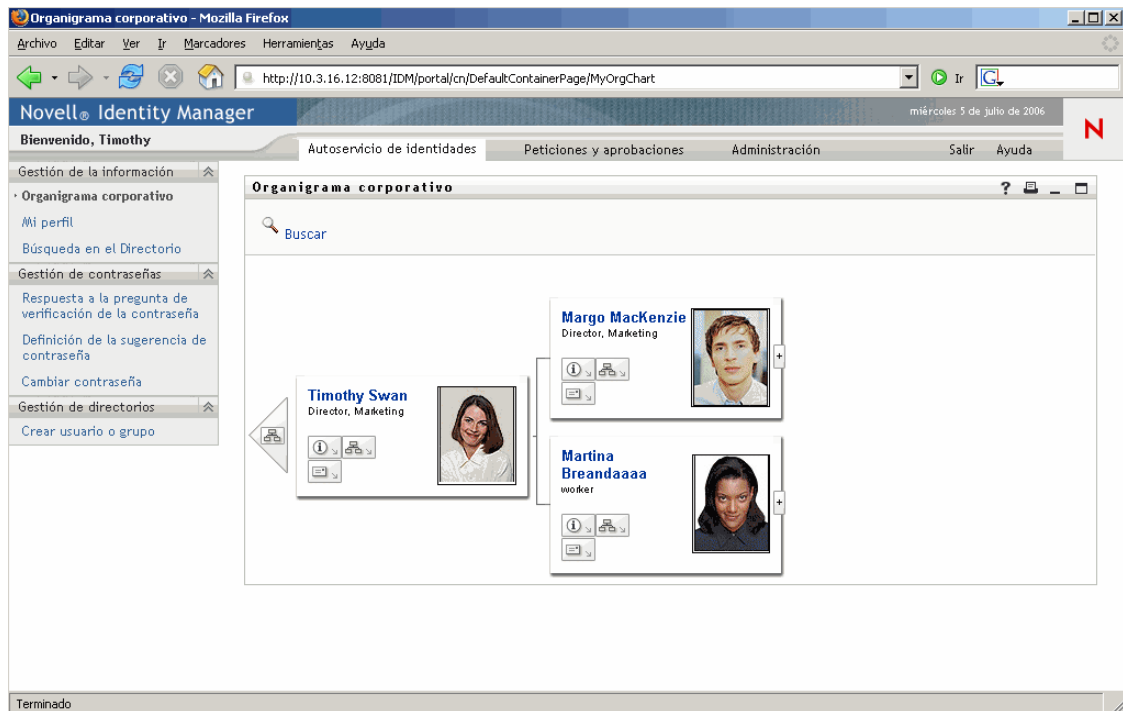 Organigrama corporativo - Mozilla Firefox
Archivo Editar Ver Ir Marcadores Herramientas Ayuda
http://10.3.16.12:8081/IDM/portal/cn/DefaultContainerPage/MyOrgChart Ir G
Novell® Identity Manager miércoles 5 de julio de 2006
N
Bienvenido, Timothy
Autoservicio de identidades Peticiones y aprobaciones Administración Salir Ayuda
Gestión de la información
Organigrama corporativo
Mi perfil
Búsqueda en el Directorio
Gestión de contraseñas
Respuesta a la pregunta de
verificación de la contraseña
Definición de la sugerencia de
contraseña
Cambiar contraseña
Gestión de directorios
Crear usuario o grupo
Organigrama corporativo ?
Buscar
Timothy Swan
Director, Marketing
Margo MacKenzie
Director, Marketing
+
Martina
Breandaaaa
worker
+
Terminado